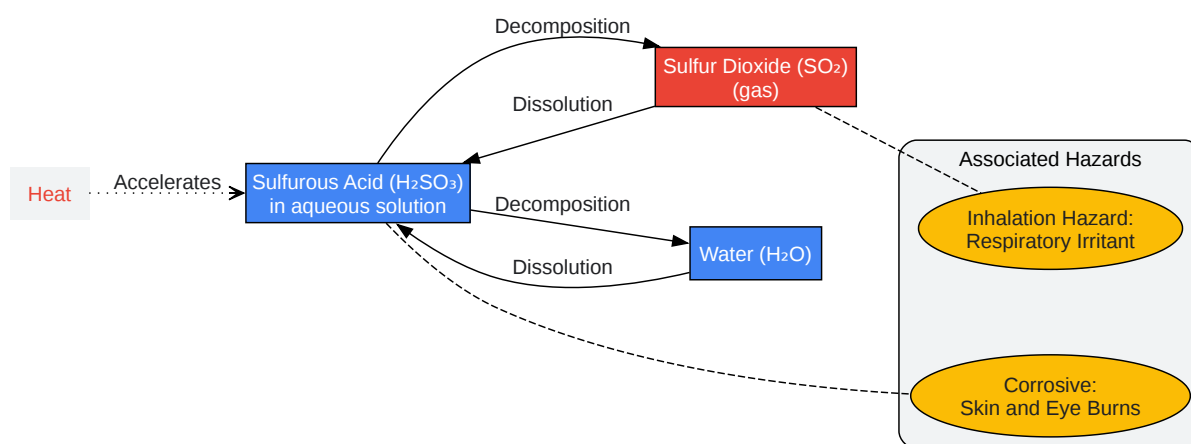 Decomposition
Sulfur Dioxide (SO₂)
(gas)
Dissolution
Associated Hazards
Heat
Accelerates
Sulfurous Acid (H₂SO₃)
in aqueous solution
Decomposition
Inhalation Hazard:
Respiratory Irritant
Water (H₂O)
Dissolution
Corrosive:
Skin and Eye Burns